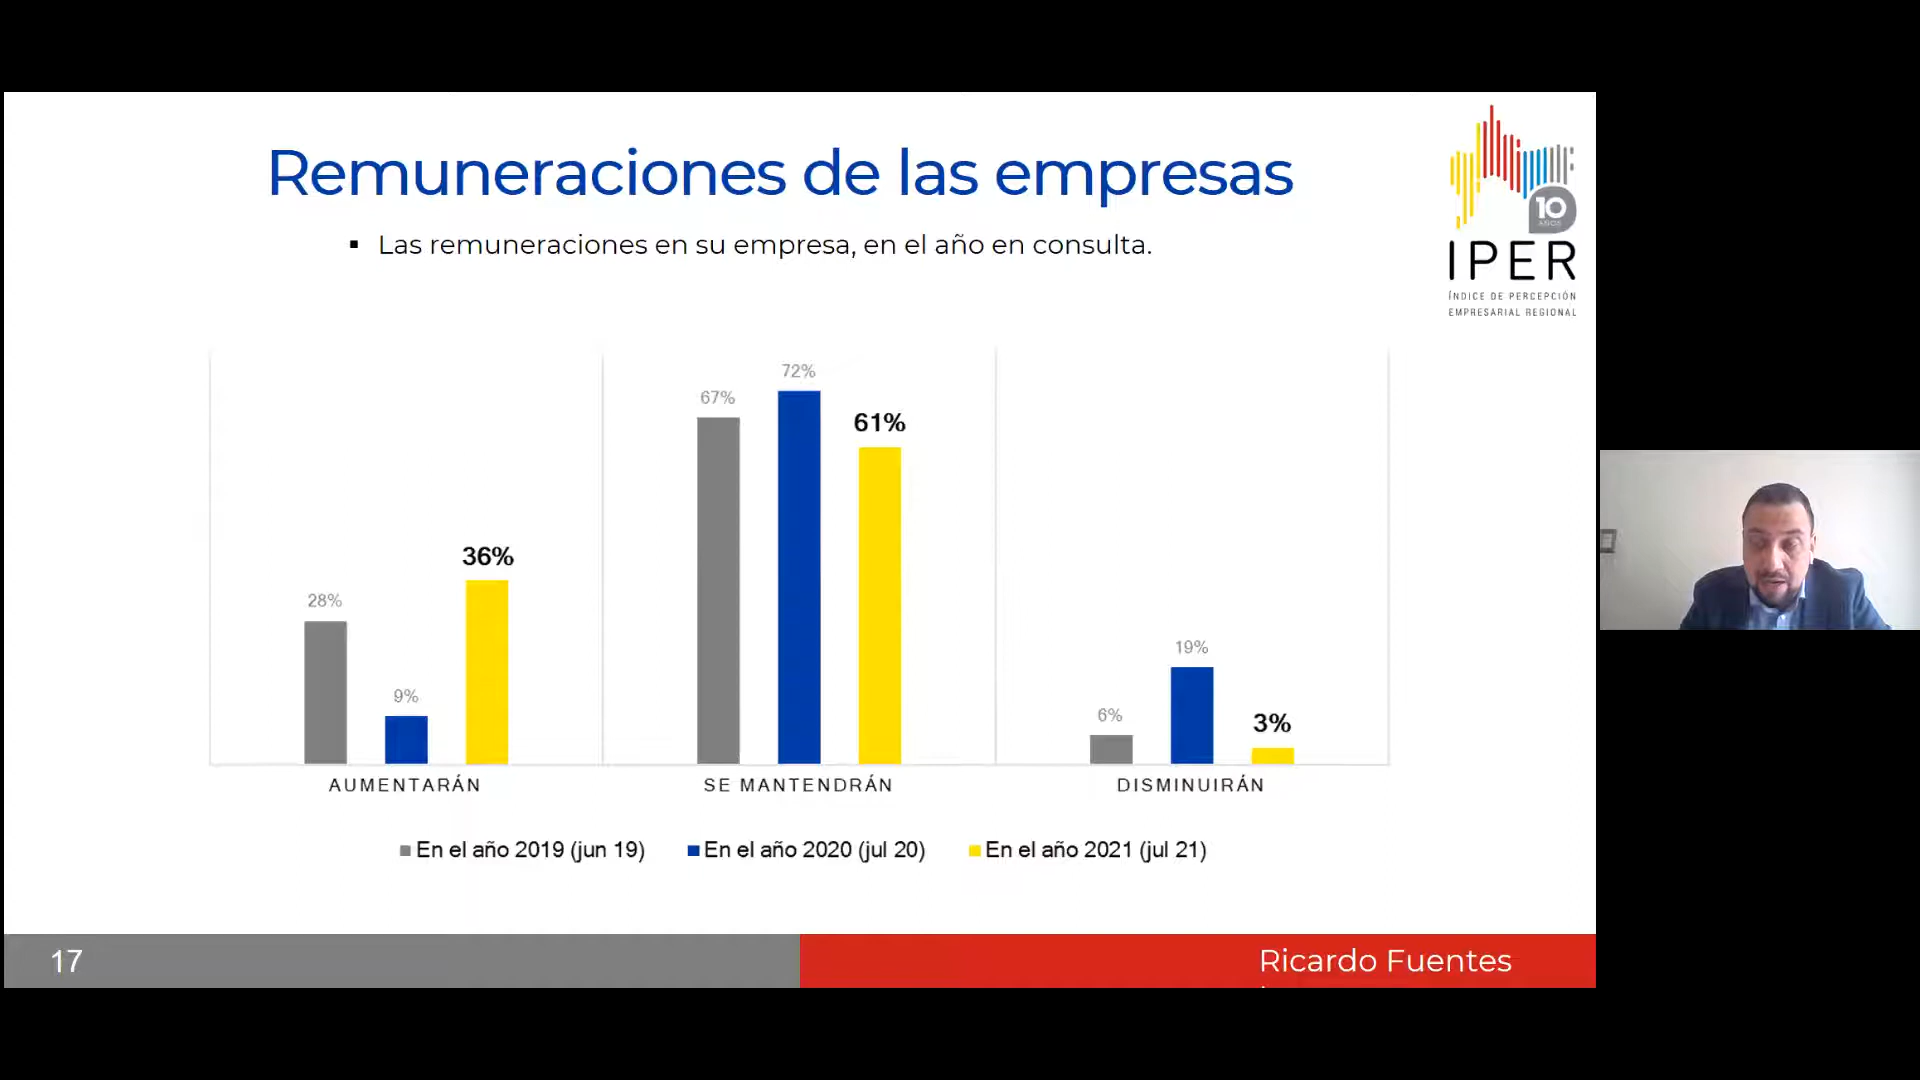 Remuneraciones de las empresas
▪ Las remuneraciones en su empresa, en el año en consulta.
10
AÑOS
IPER
ÍNDICE DE PERCEPCIÓN
EMPRESARIAL REGIONAL
28%
9%
36%
67%
72%
61%
6%
19%
3%
AUMENTARÁN
SE MANTENDRÁN
DISMINUIRÁN
En el año 2019 (jun 19)
En el año 2020 (jul 20)
En el año 2021 (jul 21)
17
Ricardo Fuentes